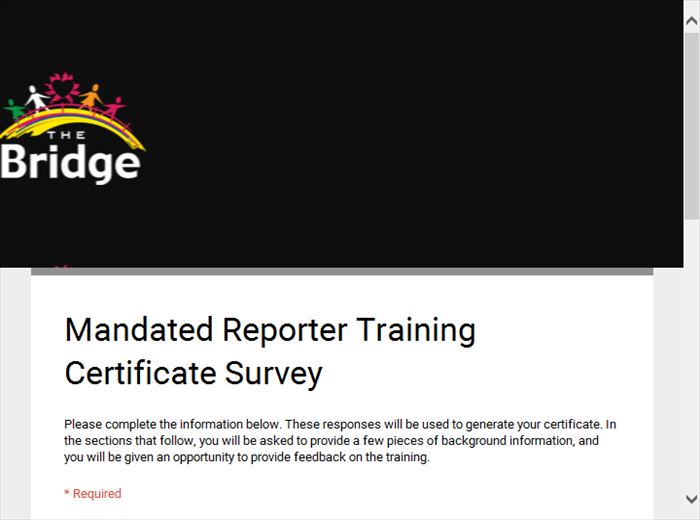 THE
Bridge
Mandated Reporter Training
Certificate Survey
Please complete the information below. These responses will be used to generate your certificate. In
the sections that follow, you will be asked to provide a few pieces of background information, and
you will be given an opportunity to provide feedback on the training.
* Required